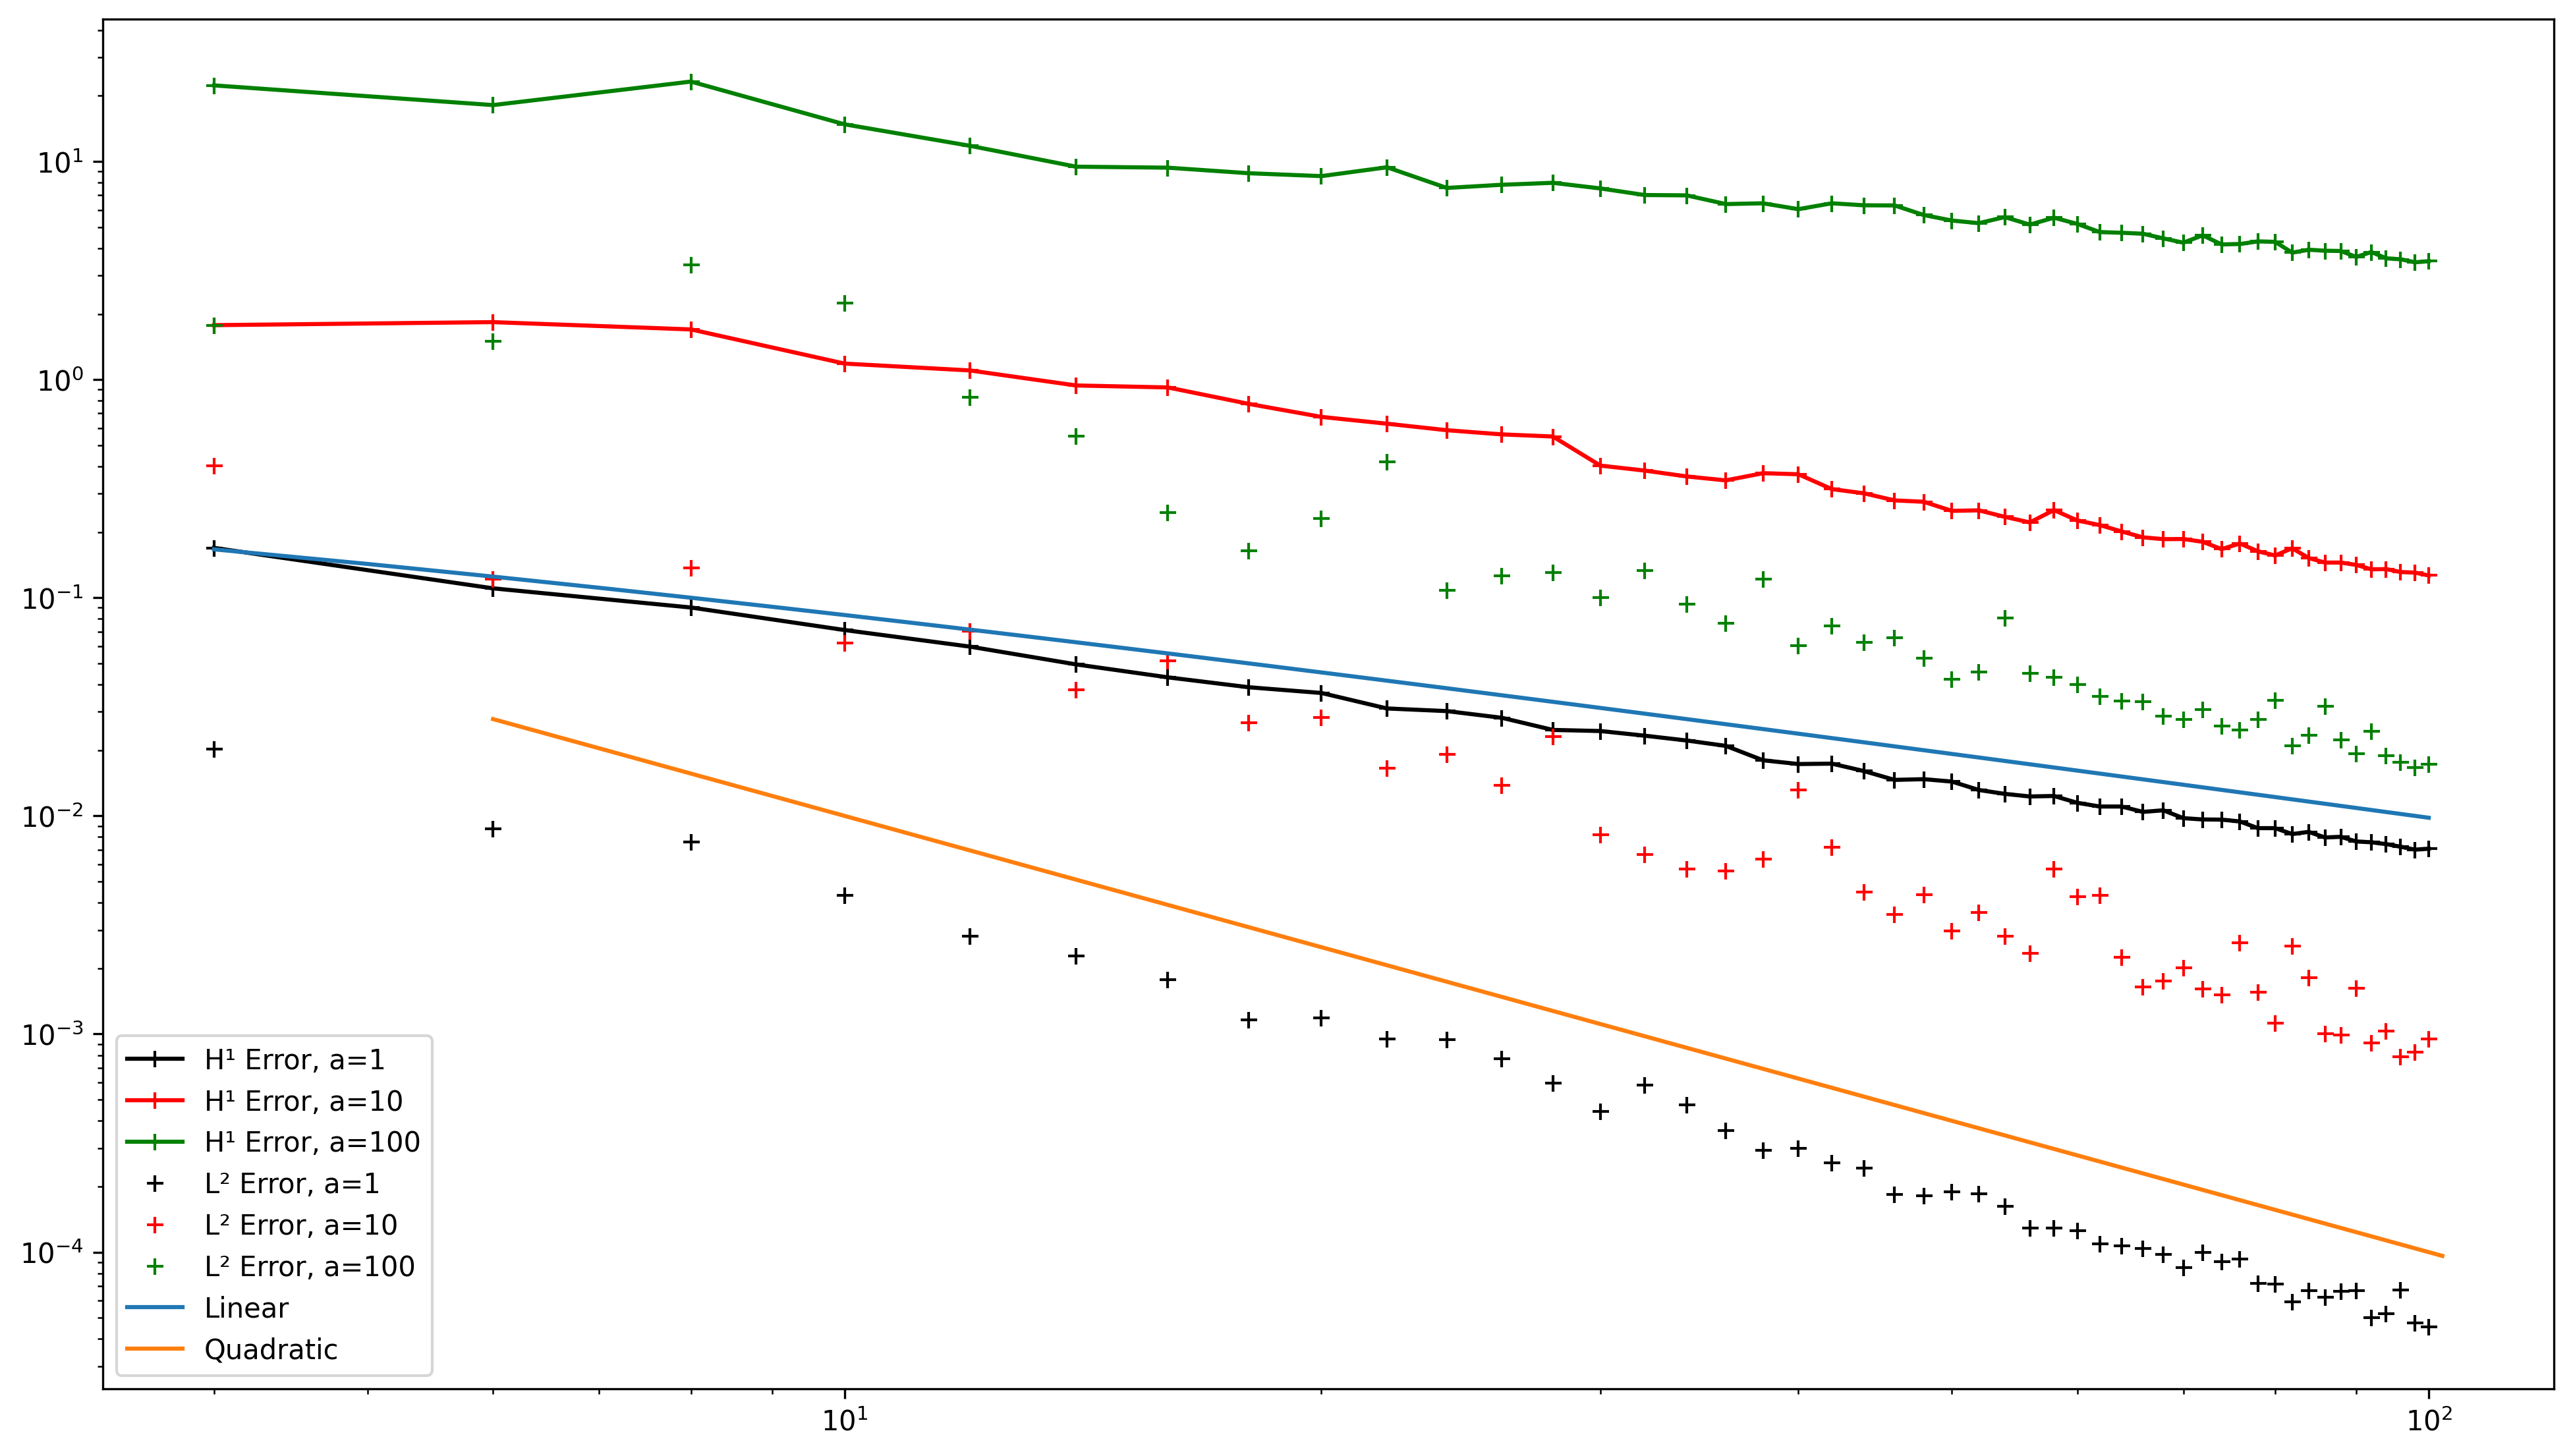 10¹
10⁰
10⁻¹
10⁻²
10⁻³
10⁻⁴
H¹ Error, a=1
H¹ Error, a=10
H¹ Error, a=100
L² Error, a=1
L² Error, a=10
L² Error, a=100
Linear
Quadratic
10¹ 10²